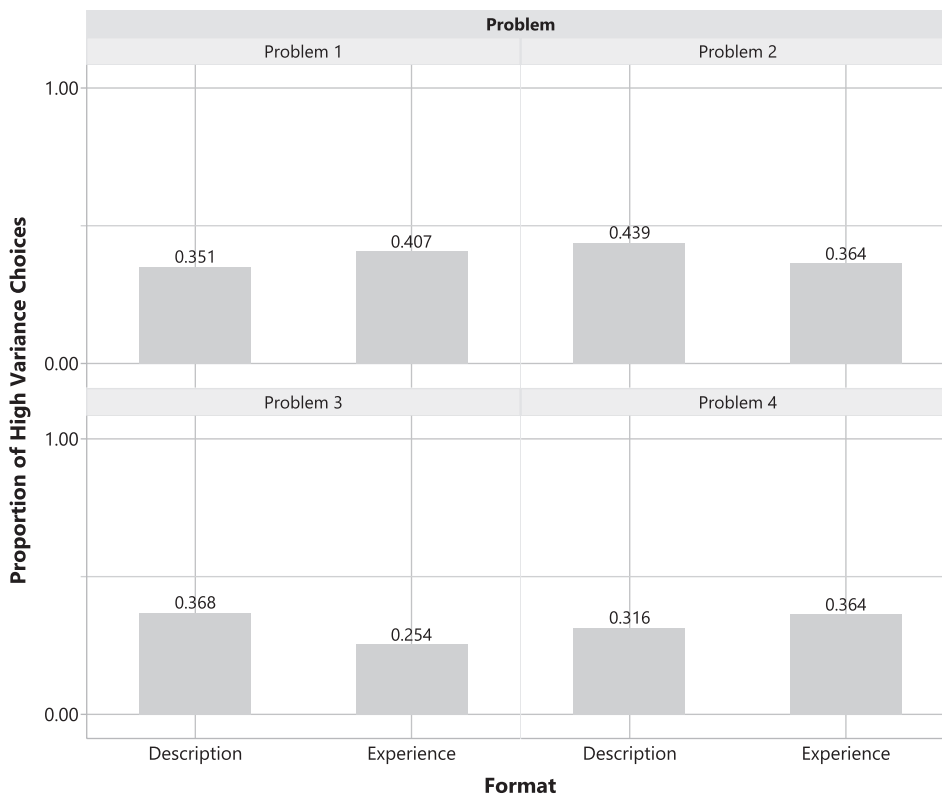 Problem
Problem 1 Problem 2
1.00
0.439
0.407
0.351 0.364
0.00
Problem 3 Problem 4
1.00
0.368 0.364
0.316
0.254
0.00
Description Experience Description Experience
Format
Proportion of High Variance Choices